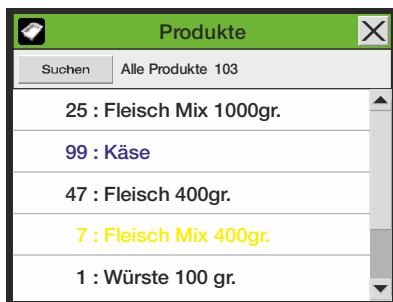 Produkte
Suchen Alle Produkte 103
25 : Fleisch Mix 1000gr.
99 : Käse
47 : Fleisch 400gr.
7 : Fleisch Mix 400gr.
1 : Würste 100 gr.